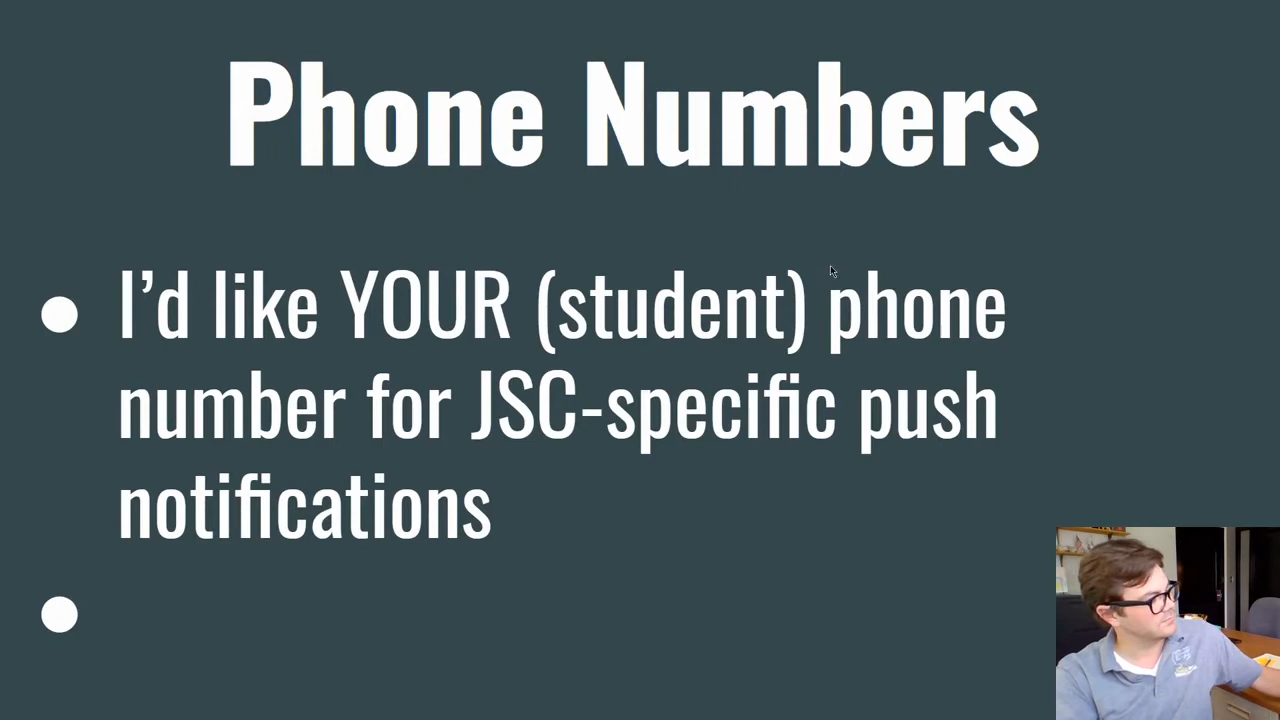 Phone Numbers
● I’d like YOUR (student) phone
number for JSC-specific push
notifications
●